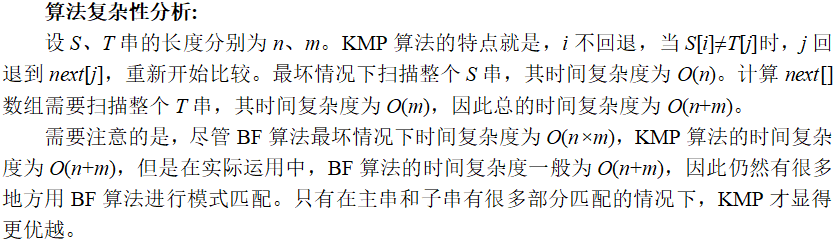 算法复杂性分析:
设 S、T 串的长度分别为 n、m。KMP 算法的特点就是，i 不回退，当 S[i]≠T[j]时，j 回
退到 next[j]，重新开始比较。最坏情况下扫描整个 S 串，其时间复杂度为 O(n)。计算 next[]
数组需要扫描整个 T 串，其时间复杂度为 O(m)，因此总的时间复杂度为 O(n+m)。
需要注意的是，尽管 BF 算法最坏情况下时间复杂度为 O(n×m)，KMP 算法的时间复杂
度为 O(n+m)，但是在实际运用中，BF 算法的时间复杂度一般为 O(n+m)，因此仍然有很多
地方用 BF 算法进行模式匹配。只有在主串和子串有很多部分匹配的情况下，KMP 才显得
更优越。